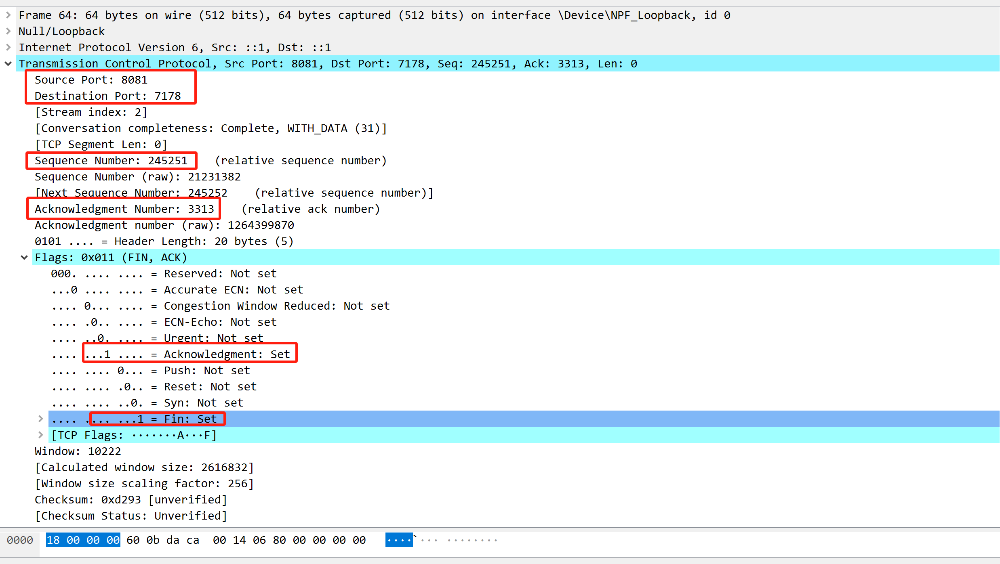 Frame 64: 64 bytes on wire (512 bits), 64 bytes captured (512 bits) on interface \Device\NPF_Loopback, id 0
Null/Loopback
Internet Protocol Version 6, Src: ::1, Dst: ::1
Transmission Control Protocol, Src Port: 8081, Dst Port: 7178, Seq: 245251, Ack: 3313, Len: 0
Source Port: 8081
Destination Port: 7178
[Stream index: 2]
[Conversation completeness: Complete, WITH_DATA (31)]
[TCP Segment Len: 0]
Sequence Number: 245251    (relative sequence number)
Sequence Number (raw): 21231382
[Next Sequence Number: 245252    (relative sequence number)]
Acknowledgment Number: 3313    (relative ack number)
Acknowledgment number (raw): 1264399870
0101 .... = Header Length: 20 bytes (5)
Flags: 0x011 (FIN, ACK)
000. .... .... = Reserved: Not set
...0 .... .... = Accurate ECN: Not set
.... 0... .... = Congestion Window Reduced: Not set
.... .0.. .... = ECN-Echo: Not set
.... ..0. .... = Urgent: Not set
.... ...1 .... = Acknowledgment: Set
.... .... 0... = Push: Not set
.... .... .0.. = Reset: Not set
.... .... ..0. = Syn: Not set
.... .... ...1 = Fin: Set
[TCP Flags: ·······A···F]
Window: 10222
[Calculated window size: 2616832]
[Window size scaling factor: 256]
Checksum: 0xd293 [unverified]
[Checksum Status: Unverified]
0000  18 00 00 00 60 0b da ca  00 14 06 80 00 00 00 00   ····`··· ········